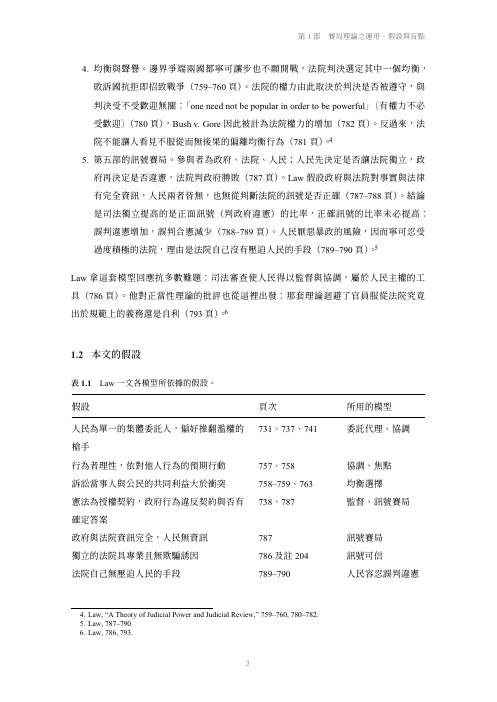 第 1 部　賽局理論之運用、假設與盲點
4. 均衡與聲譽。邊界爭端兩國都寧可讓步也不願開戰，法院判決選定其中一個均衡，
敗訴國抗拒即招致戰爭（759–760 頁）。法院的權力由此取決於判決是否被遵守，與
判決受不受歡迎無關：「one need not be popular in order to be powerful」〔有權力不必
受歡迎〕（780 頁），Bush v. Gore 因此被計為法院權力的增加（782 頁）。反過來，法
院不能讓人看見不服從而無後果的偏離均衡行為（781 頁）。4
5. 第五部的訊號賽局。參與者為政府、法院、人民；人民先決定是否讓法院獨立，政
府再決定是否違憲，法院判政府勝敗（787 頁）。Law 假設政府與法院對事實與法律
有完全資訊，人民兩者皆無，也無從判斷法院的訊號是否正確（787–788 頁）。結論
是司法獨立提高的是正面訊號（判政府違憲）的比率，正確訊號的比率未必提高：
誤判違憲增加，誤判合憲減少（788–789 頁）。人民厭惡暴政的風險，因而寧可忍受
過度積極的法院，理由是法院自己沒有壓迫人民的手段（789–790 頁）。5
Law 拿這套模型回應抗多數難題：司法審查使人民得以監督與協調，屬於人民主權的工
具（786 頁）。他對正當性理論的批評也從這裡出發：那套理論迴避了官員服從法院究竟
出於規範上的義務還是自利（793 頁）。6
1.2 本文的假設
表 1.1　Law 一文各模型所依據的假設。
假設　頁次　所用的模型
人民為單一的集體委託人，偏好推翻濫權的　731、737、741　委託代理、協調
槍手
行為者理性，依對他人行為的預期行動　757、758　協調、焦點
訴訟當事人與公民的共同利益大於衝突　758–759、763　均衡選擇
憲法為授權契約，政府行為違反契約與否有　738、787　監督、訊號賽局
確定答案
政府與法院資訊完全，人民無資訊　787　訊號賽局
獨立的法院具專業且無欺騙誘因　786 及註 204　訊號可信
法院自己無壓迫人民的手段　789–790　人民容忍誤判違憲
4. Law, “A Theory of Judicial Power and Judicial Review,” 759–760, 780–782.
5. Law, 787–790.
6. Law, 786, 793.
2